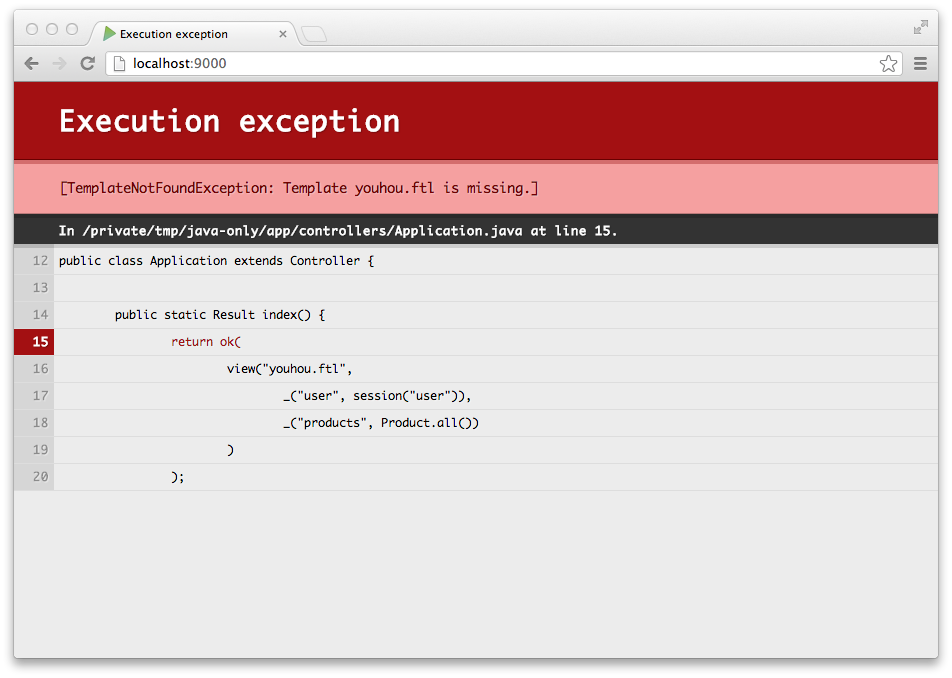 Execution exception
localhost:9000
Execution exception
[TemplateNotFoundException: Template youhou.ftl is missing.]
In /private/tmp/java-only/app/controllers/Application.java at line 15.
12 public class Application extends Controller {
13
14 public static Result index() {
15 return ok(
16 view("youhou.ftl",
17 _("user", session("user")),
18 _("products", Product.all())
19 )
20 );